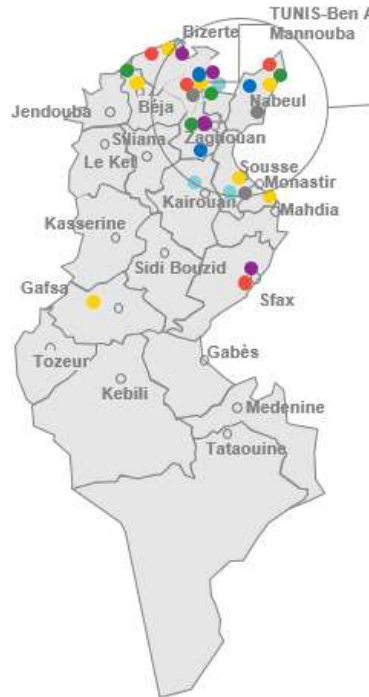 TUNIS-Ben A
Mannouba
Bizerte
Nabeul
Béja
Jendouba
Siliana
Zaghouan
Le Kef
Sousse
Monastir
Kairouan
Mahdia
Kasserine
Sidi Bouzid
Gafsa
Sfax
Gabès
Tozeur
Kebili
Medenine
Tataouine